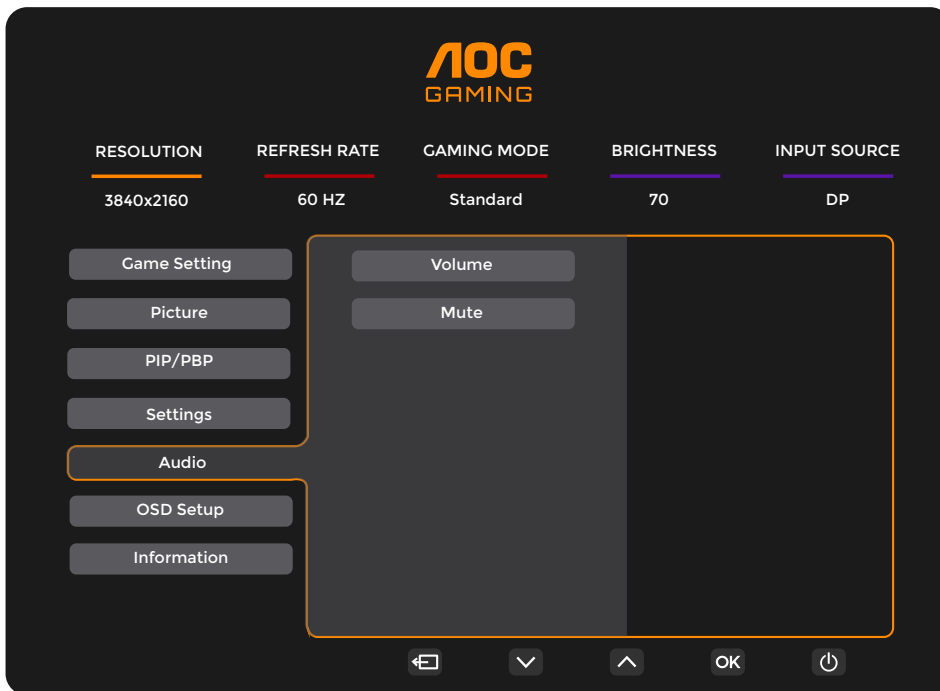 AOC
GAMING
RESOLUTION REFRESH RATE GAMING MODE BRIGHTNESS INPUT SOURCE
3840x2160 60 HZ Standard 70 DP
Game Setting
Volume
Picture
Mute
PIP/PBP
Settings
Audio
OSD Setup
Information
OK